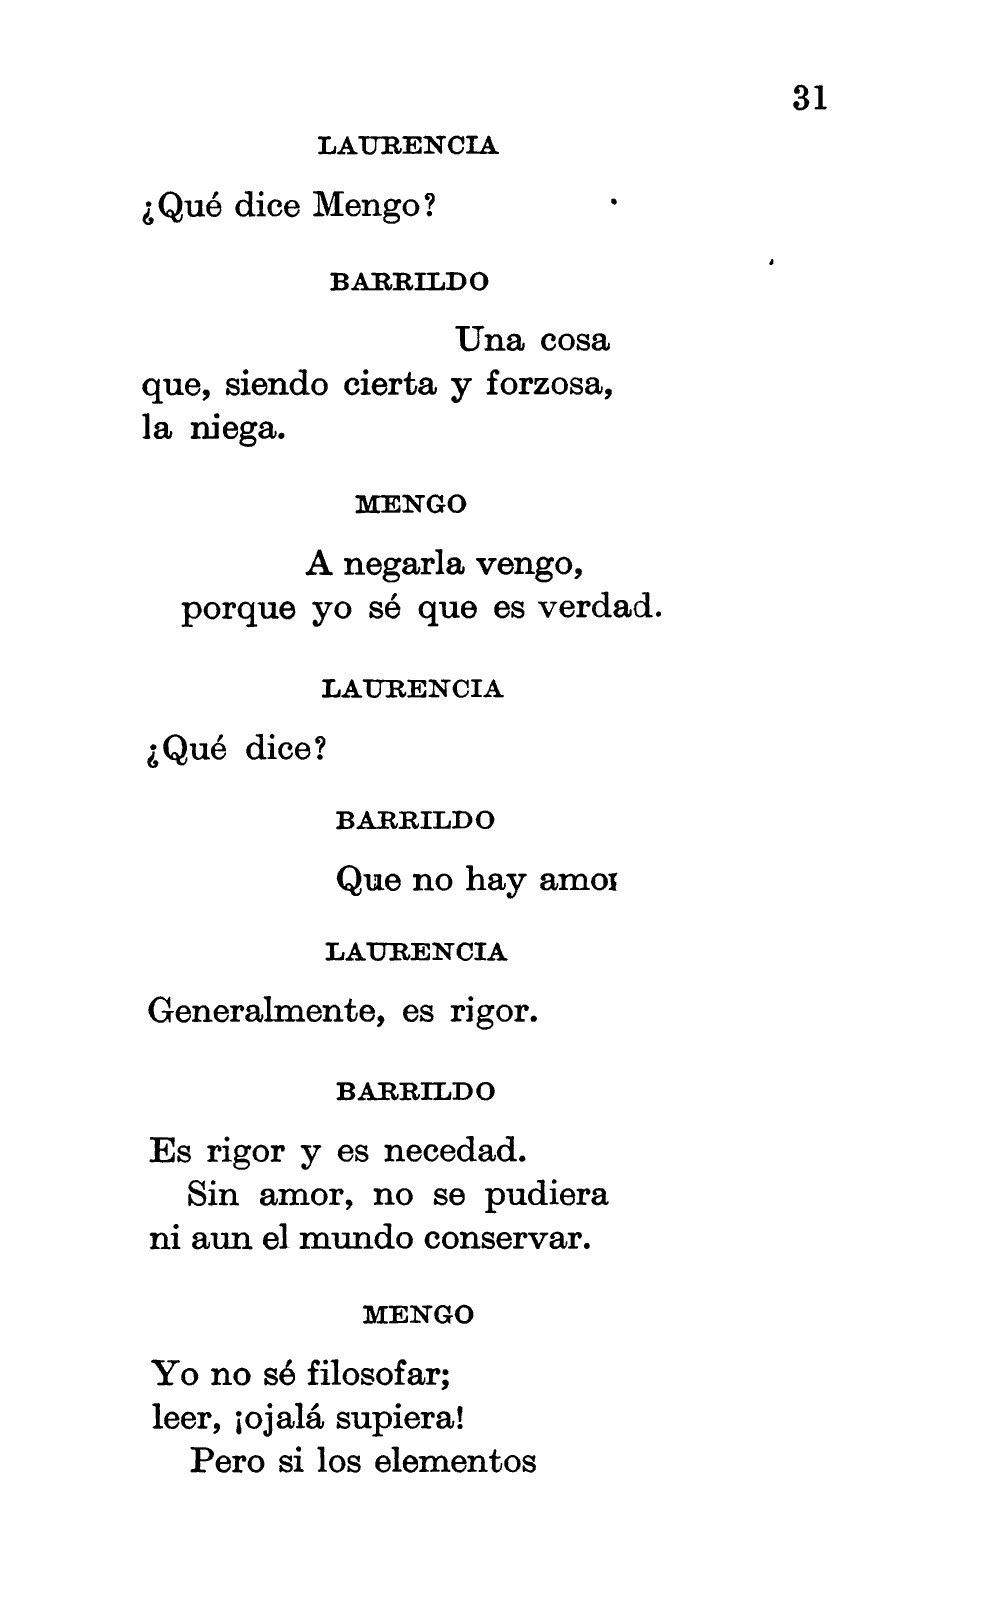 31
LAURENCIA
¿Qué dice Mengo?
BARRILDO
Una cosa
que, siendo cierta y forzosa,
la niega.
MENGO
A negarla vengo,
porque yo sé que es verdad.
LAURENCIA
¿Qué dice?
BARRILDO
Que no hay amor
LAURENCIA
Generalmente, es rigor.
BARRILDO
Es rigor y es necedad.
Sin amor, no se pudiera
ni aun el mundo conservar.
MENGO
Yo no sé filosofar;
leer, ¡ojalá supiera!
Pero si los elementos